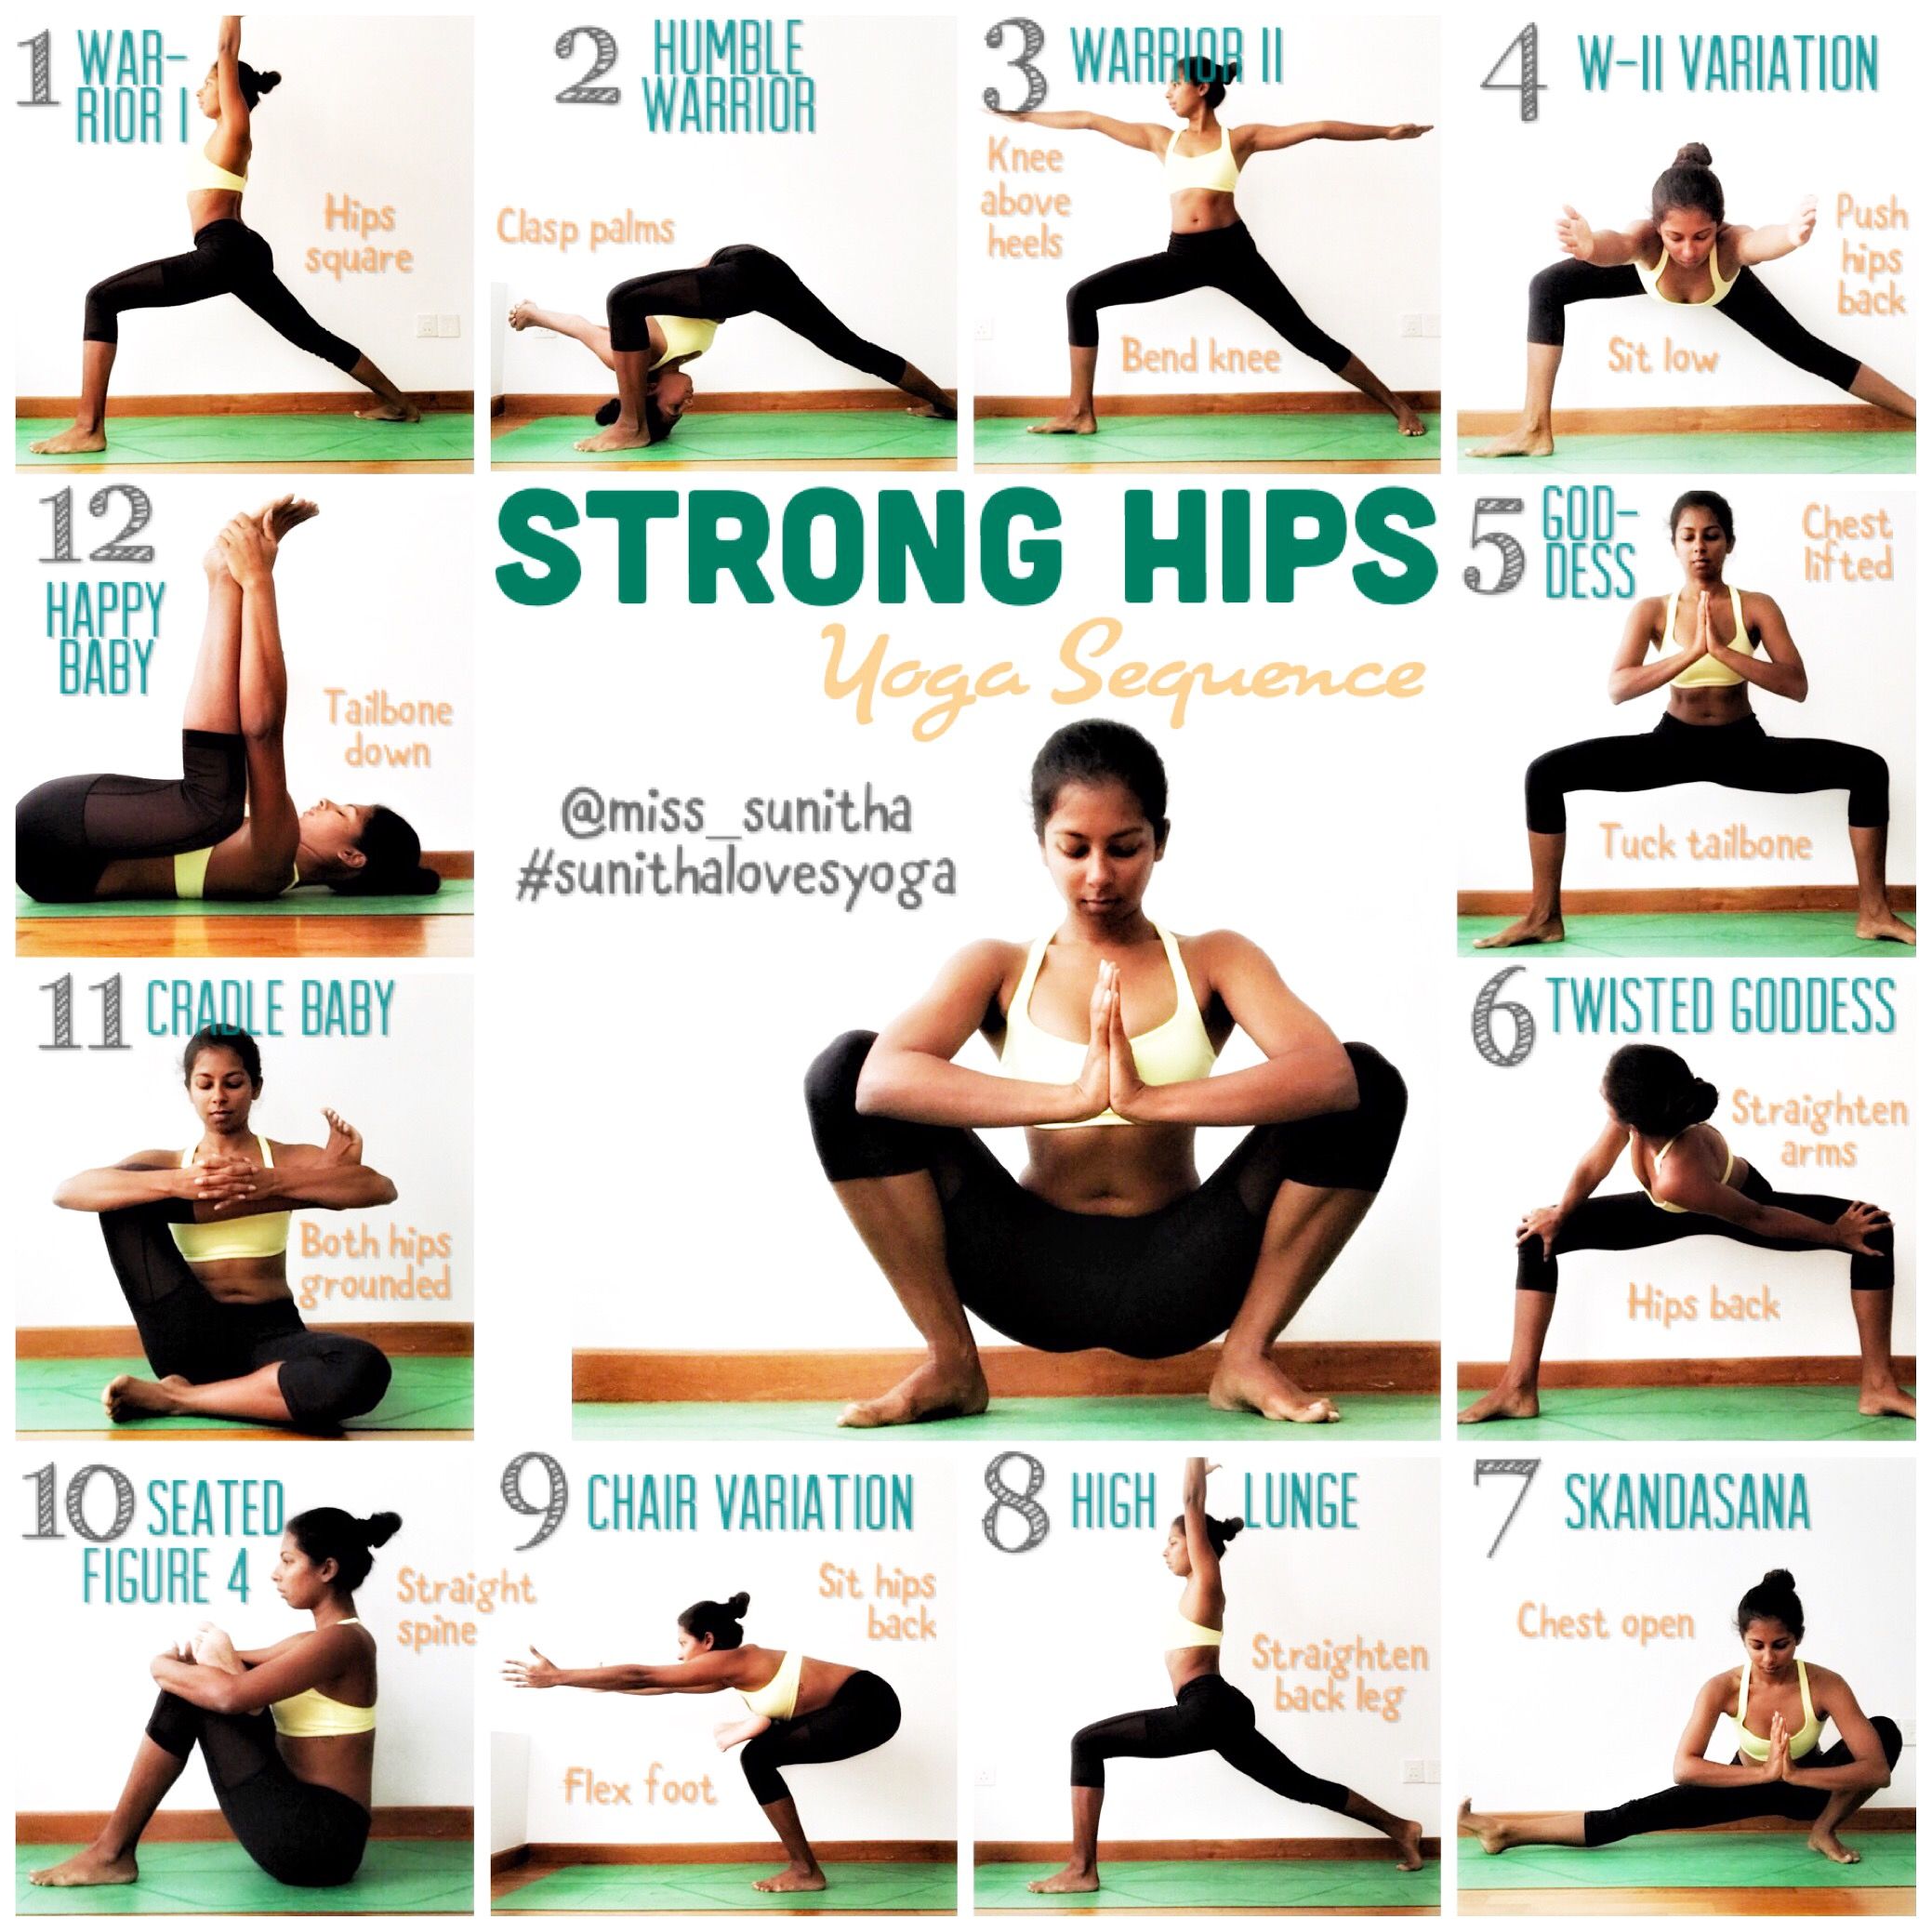 1 WAR-
RIOR I
Hips
square
2 HUMBLE
WARRIOR
Clasp palms
3 WARRIOR II
Knee
above
heels
Bend knee
4 W-II VARIATION
Push
hips
back
Sit low
STRONG HIPS
Yoga Sequence
@miss_sunitha
#sunithalovesyoga
5 GOD-
DESS
Chest
lifted
Tuck tailbone
6 TWISTED GODDESS
Straighten
arms
Hips back
7 SKANDASANA
Chest open
8 HIGH LUNGE
Straighten
back leg
9 CHAIR VARIATION
Sit hips
back
Flex foot
10 SEATED
FIGURE 4
Straight
spine
11 CRADLE BABY
Both hips
grounded
12
HAPPY
BABY
Tailbone
down